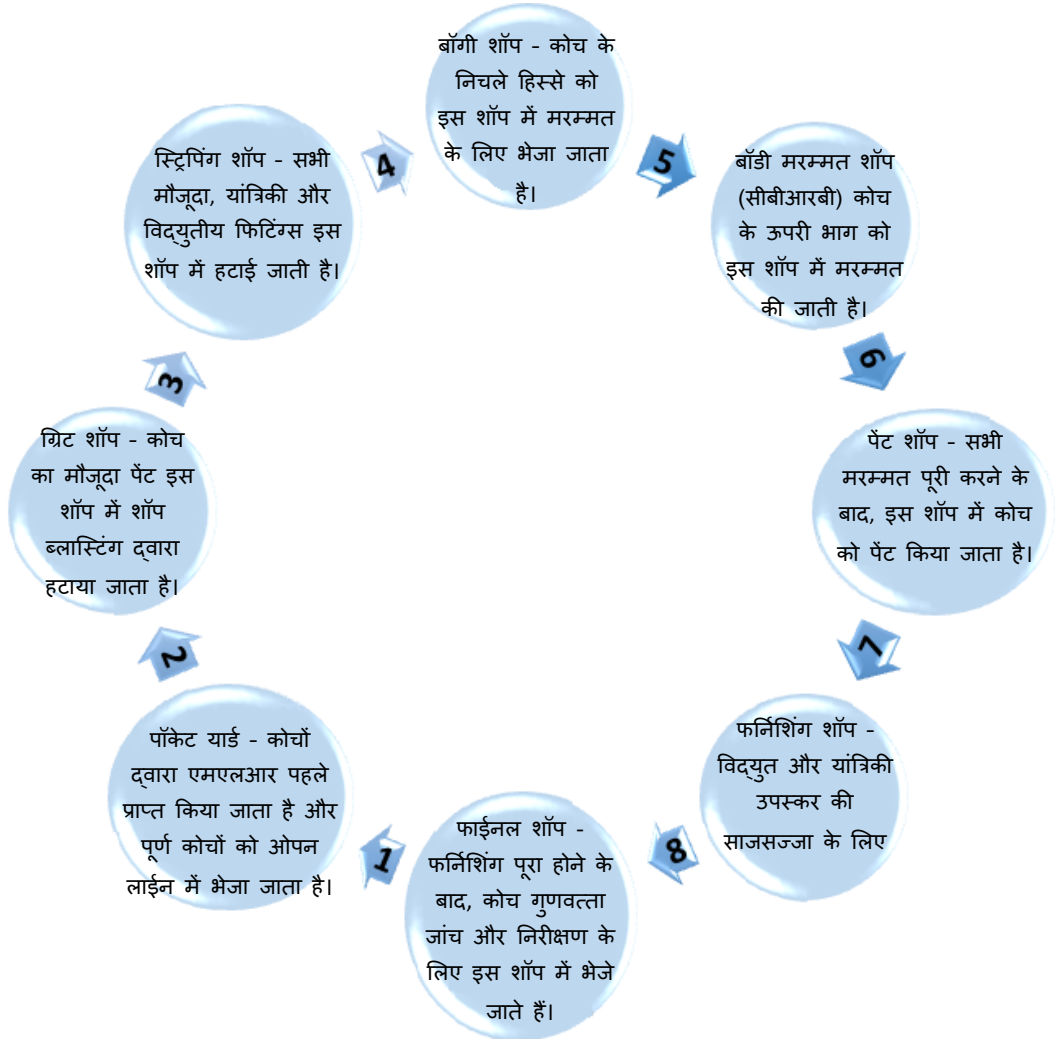 बॉगी शॉप - कोच के
निचले हिस्से को
इस शॉप में मरम्मत
के लिए भेजा जाता
है।
5
बॉडी मरम्मत शॉप
(सीबीआरबी) कोच
के ऊपरी भाग को
इस शॉप में मरम्मत
की जाती है।
6
पेंट शॉप - सभी
मरम्मत पूरी करने के
बाद, इस शॉप में कोच
को पेंट किया जाता है।
7
फर्निशिंग शॉप -
विद्युत और यांत्रिकी
उपस्कर की
साजसज्जा के लिए
8
फाईनल शॉप -
फर्निशिंग पूरा होने के
बाद, कोच गुणवत्ता
जांच और निरीक्षण के
लिए इस शॉप में भेजे
जाते हैं।
1
पॉकेट यार्ड - कोचों
द्वारा एमएलआर पहले
प्राप्त किया जाता है और
पूर्ण कोचों को ओपन
लाईन में भेजा जाता है।
2
ग्रिट शॉप - कोच
का मौजूदा पेंट इस
शॉप में शॉप
ब्लास्टिंग द्वारा
हटाया जाता है।
3
स्ट्रिपिंग शॉप - सभी
मौजूदा, यांत्रिकी और
विद्युतीय फिटिंग्स इस
शॉप में हटाई जाती है।
4